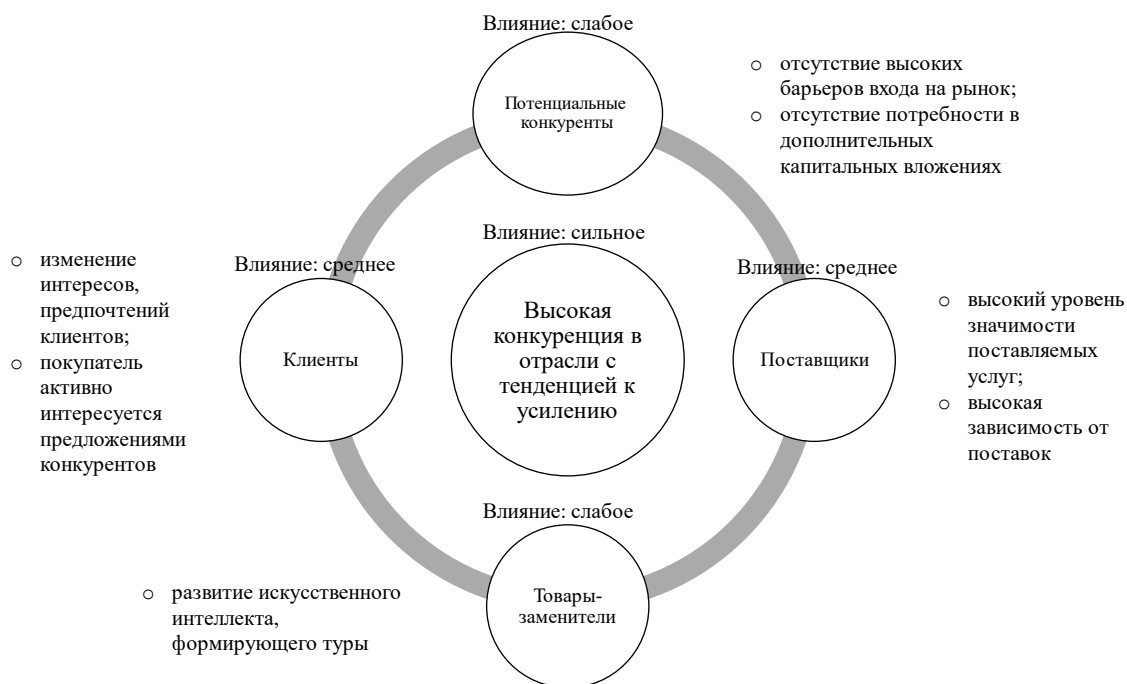 Влияние: слабое
Потенциальные
конкуренты
○ отсутствие высоких
барьеров входа на рынок;
○ отсутствие потребности в
дополнительных
капитальных вложениях
○ изменение
интересов,
предпочтений
клиентов;
○ покупатель
активно
интересуется
предложениями
конкурентов
Влияние: среднее
Клиенты
Влияние: сильное
Высокая
конкуренция в
отрасли с
тенденцией к
усилению
Влияние: среднее
Поставщики
○ высокий уровень
значимости
поставляемых
услуг;
○ высокая
зависимость от
поставок
Влияние: слабое
Товары-
заменители
○ развитие искусственного
интеллекта,
формирующего туры